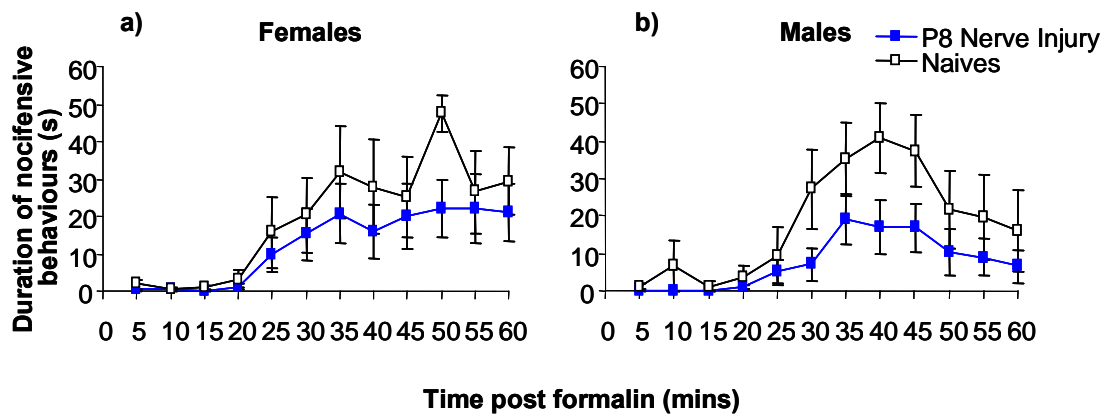 a)
Females
b)
Males
P8 Nerve Injury
Naives
Duration of nocifensive
behaviours (s)
60
50
40
30
20
10
0
0 5 10 15 20 25 30 35 40 45 50 55 60
60
50
40
30
20
10
0
0 5 10 15 20 25 30 35 40 45 50 55 60
Time post formalin (mins)